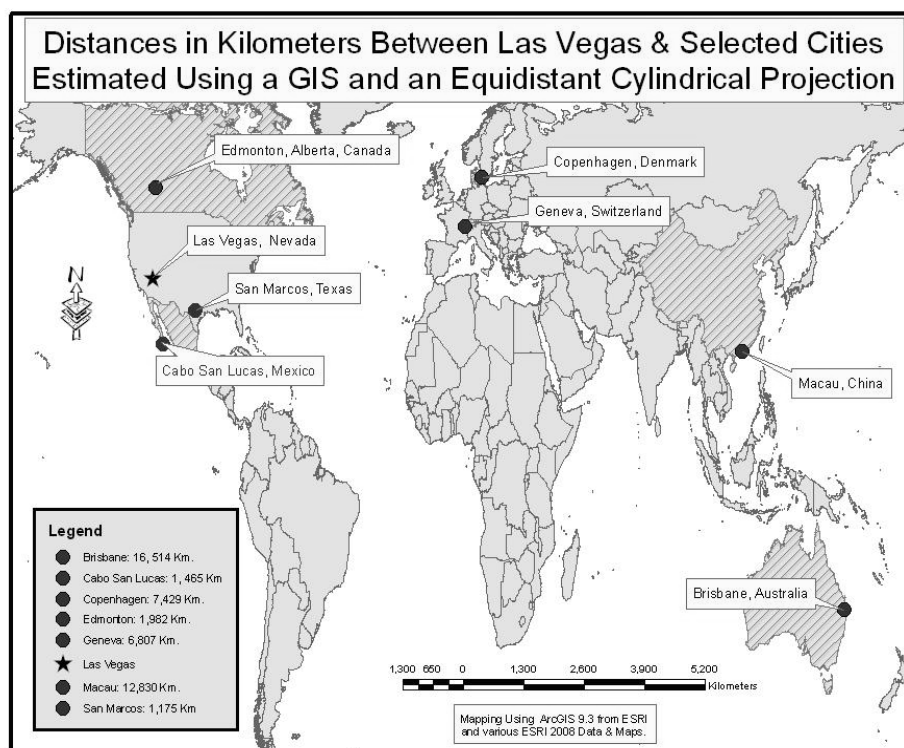 Distances in Kilometers Between Las Vegas & Selected Cities
Estimated Using a GIS and an Equidistant Cylindrical Projection
Edmonton, Alberta, Canada
Copenhagen, Denmark
Geneva, Switzerland
Las Vegas, Nevada
N
San Marcos, Texas
Cabo San Lucas, Mexico
Macau, China
Brisbane, Australia
Legend
Brisbane: 16, 514 Km.
Cabo San Lucas: 1, 465 Km
Copenhagen: 7,429 Km.
Edmonton: 1,982 Km.
Geneva: 6,807 Km.
Las Vegas
Macau: 12,830 Km.
San Marcos: 1,175 Km
1,300 650 0 1,300 2,600 3,900 5,200
Kilometers
Mapping Using ArcGIS 9.3 from ESRI
and various ESRI 2008 Data & Maps.